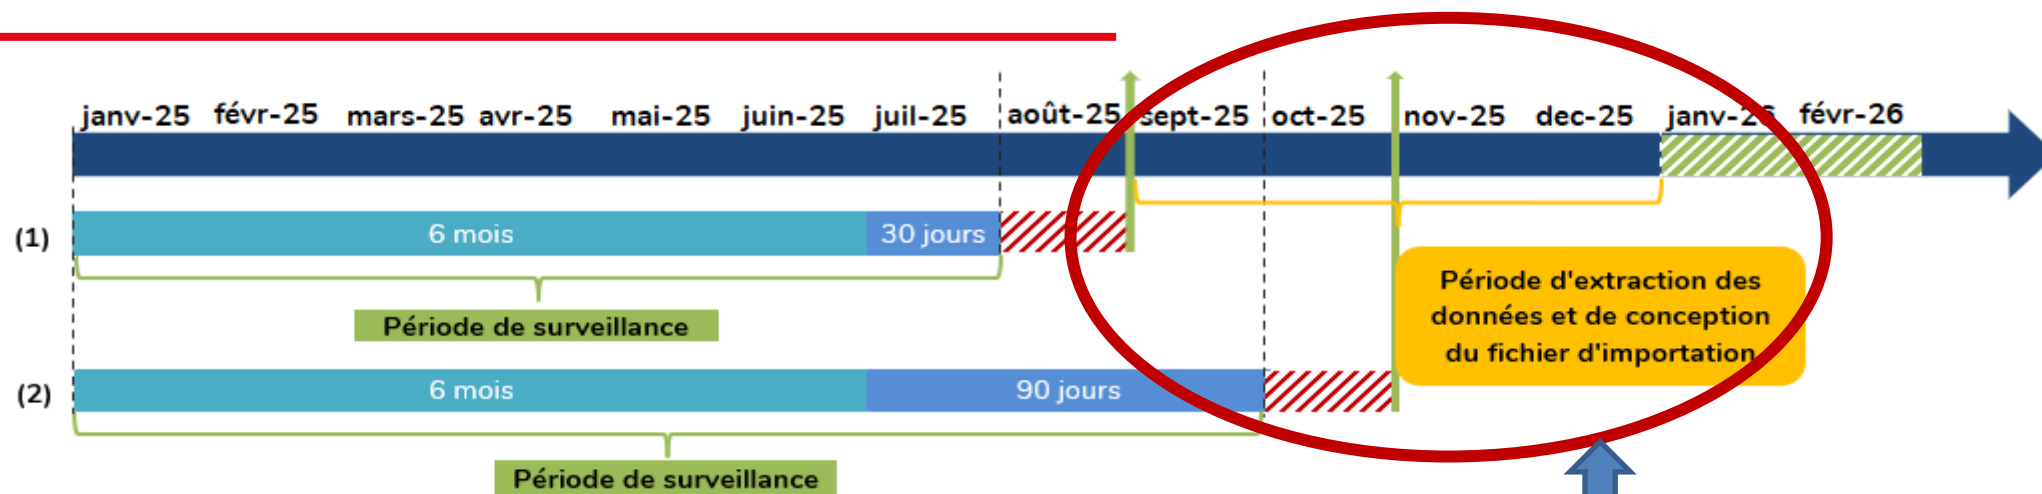 janv-25 févr-25 mars-25 avr-25 mai-25 juin-25 juil-25 août-25 sept-25 oct-25 nov-25 dec-25 janv-26 févr-26
(1) 6 mois 30 jours
Période de surveillance
Période d'extraction des
données et de conception
du fichier d'importation
(2) 6 mois 90 jours
Période de surveillance